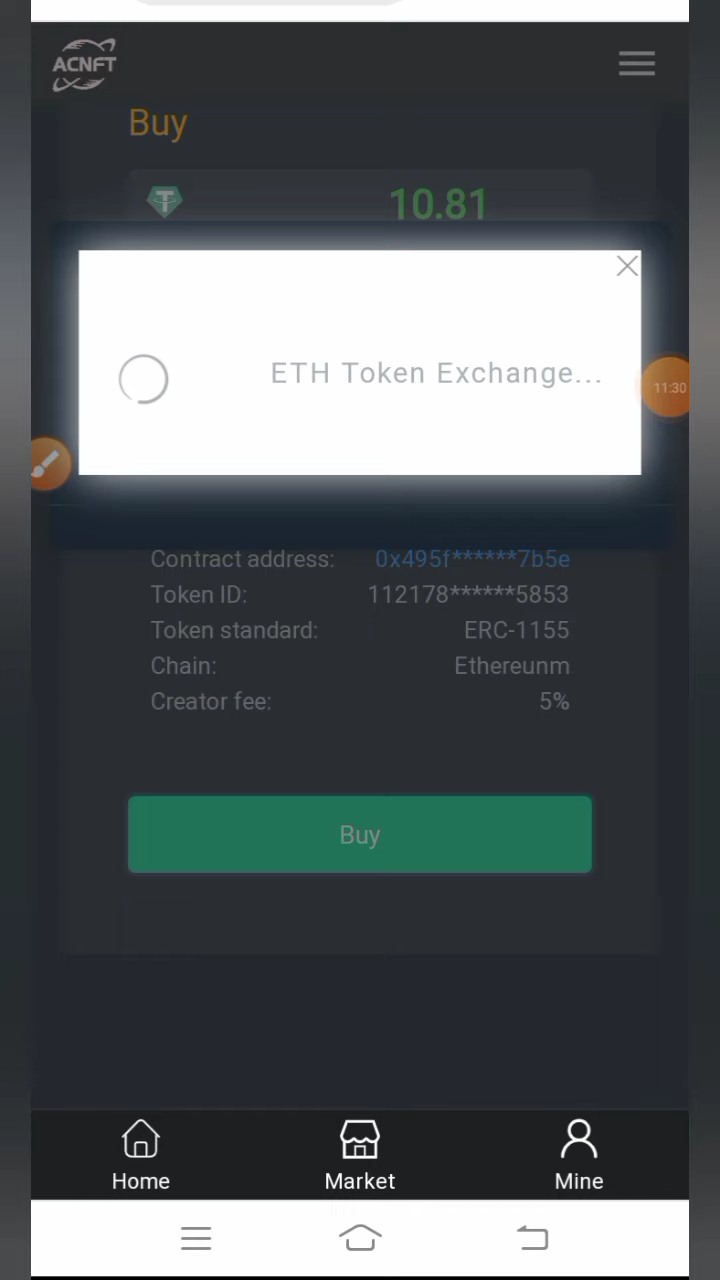 ACNFT
Buy
10.81
ETH Token Exchange...
11:30
Contract address: 0x495f******7b5e
Token ID: 112178******5853
Token standard: ERC-1155
Chain: Ethereunm
Creator fee: 5%
Buy
Home Market Mine